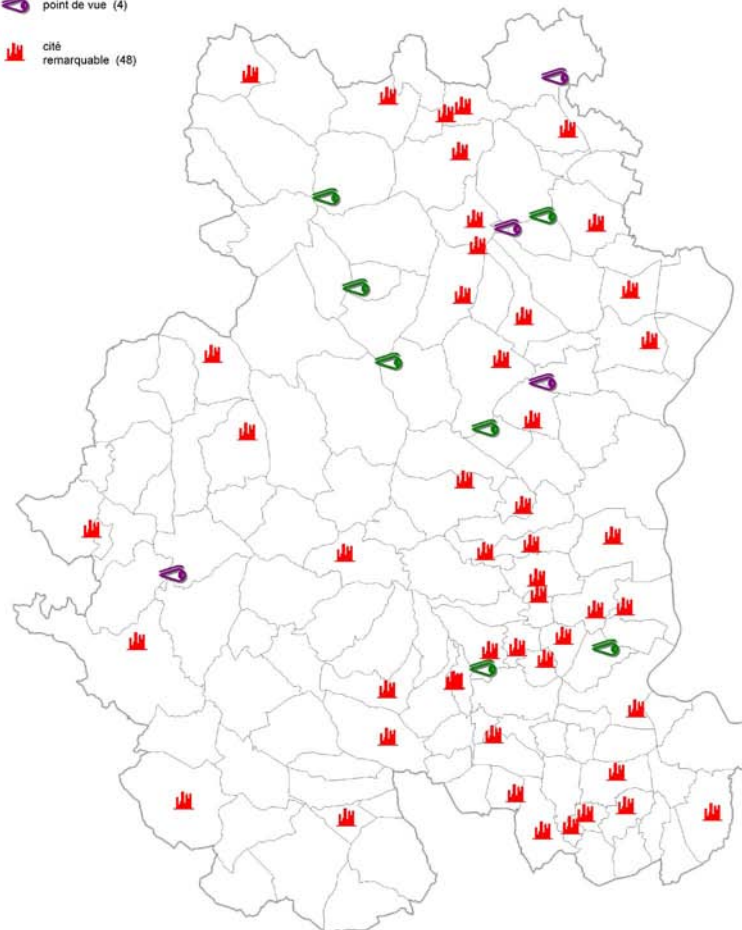 point de vue (4)
cité
remarquable (48)